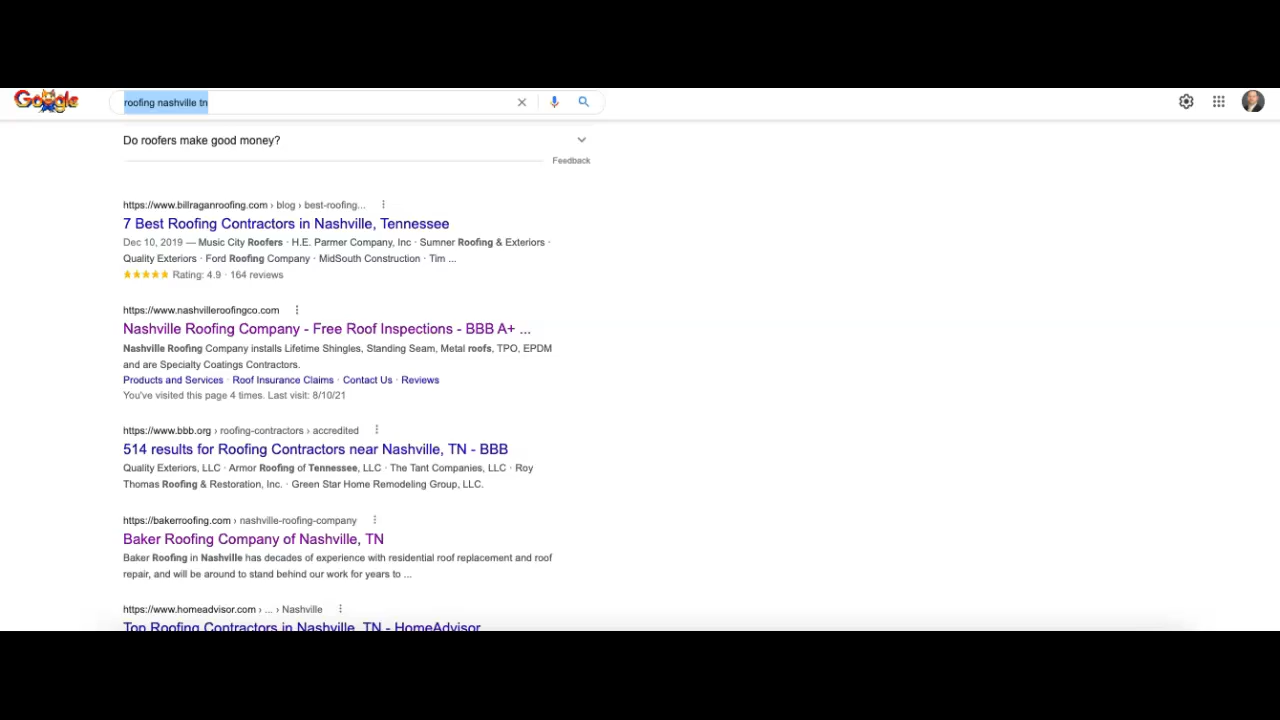 Google
roofing nashville tn
Do roofers make good money?
Feedback
https://www.billraganroofing.com › blog › best-roofing...
7 Best Roofing Contractors in Nashville, Tennessee
Dec 10, 2019 — Music City Roofers · H.E. Parmer Company, Inc · Sumner Roofing & Exteriors ·
Quality Exteriors · Ford Roofing Company · MidSouth Construction · Tim ...
Rating: 4.9 · 164 reviews
https://www.nashvilleroofingco.com
Nashville Roofing Company - Free Roof Inspections - BBB A+ ...
Nashville Roofing Company installs Lifetime Shingles, Standing Seam, Metal roofs, TPO, EPDM
and are Specialty Coatings Contractors.
Products and Services · Roof Insurance Claims · Contact Us · Reviews
You've visited this page 4 times. Last visit: 8/10/21
https://www.bbb.org › roofing-contractors › accredited
514 results for Roofing Contractors near Nashville, TN - BBB
Quality Exteriors, LLC · Armor Roofing of Tennessee, LLC · The Tant Companies, LLC · Roy
Thomas Roofing & Restoration, Inc. · Green Star Home Remodeling Group, LLC.
https://bakerroofing.com › nashville-roofing-company
Baker Roofing Company of Nashville, TN
Baker Roofing in Nashville has decades of experience with residential roof replacement and roof
repair, and will be around to stand behind our work for years to ...
https://www.homeadvisor.com › ... › Nashville
Top Roofing Contractors in Nashville, TN - HomeAdvisor